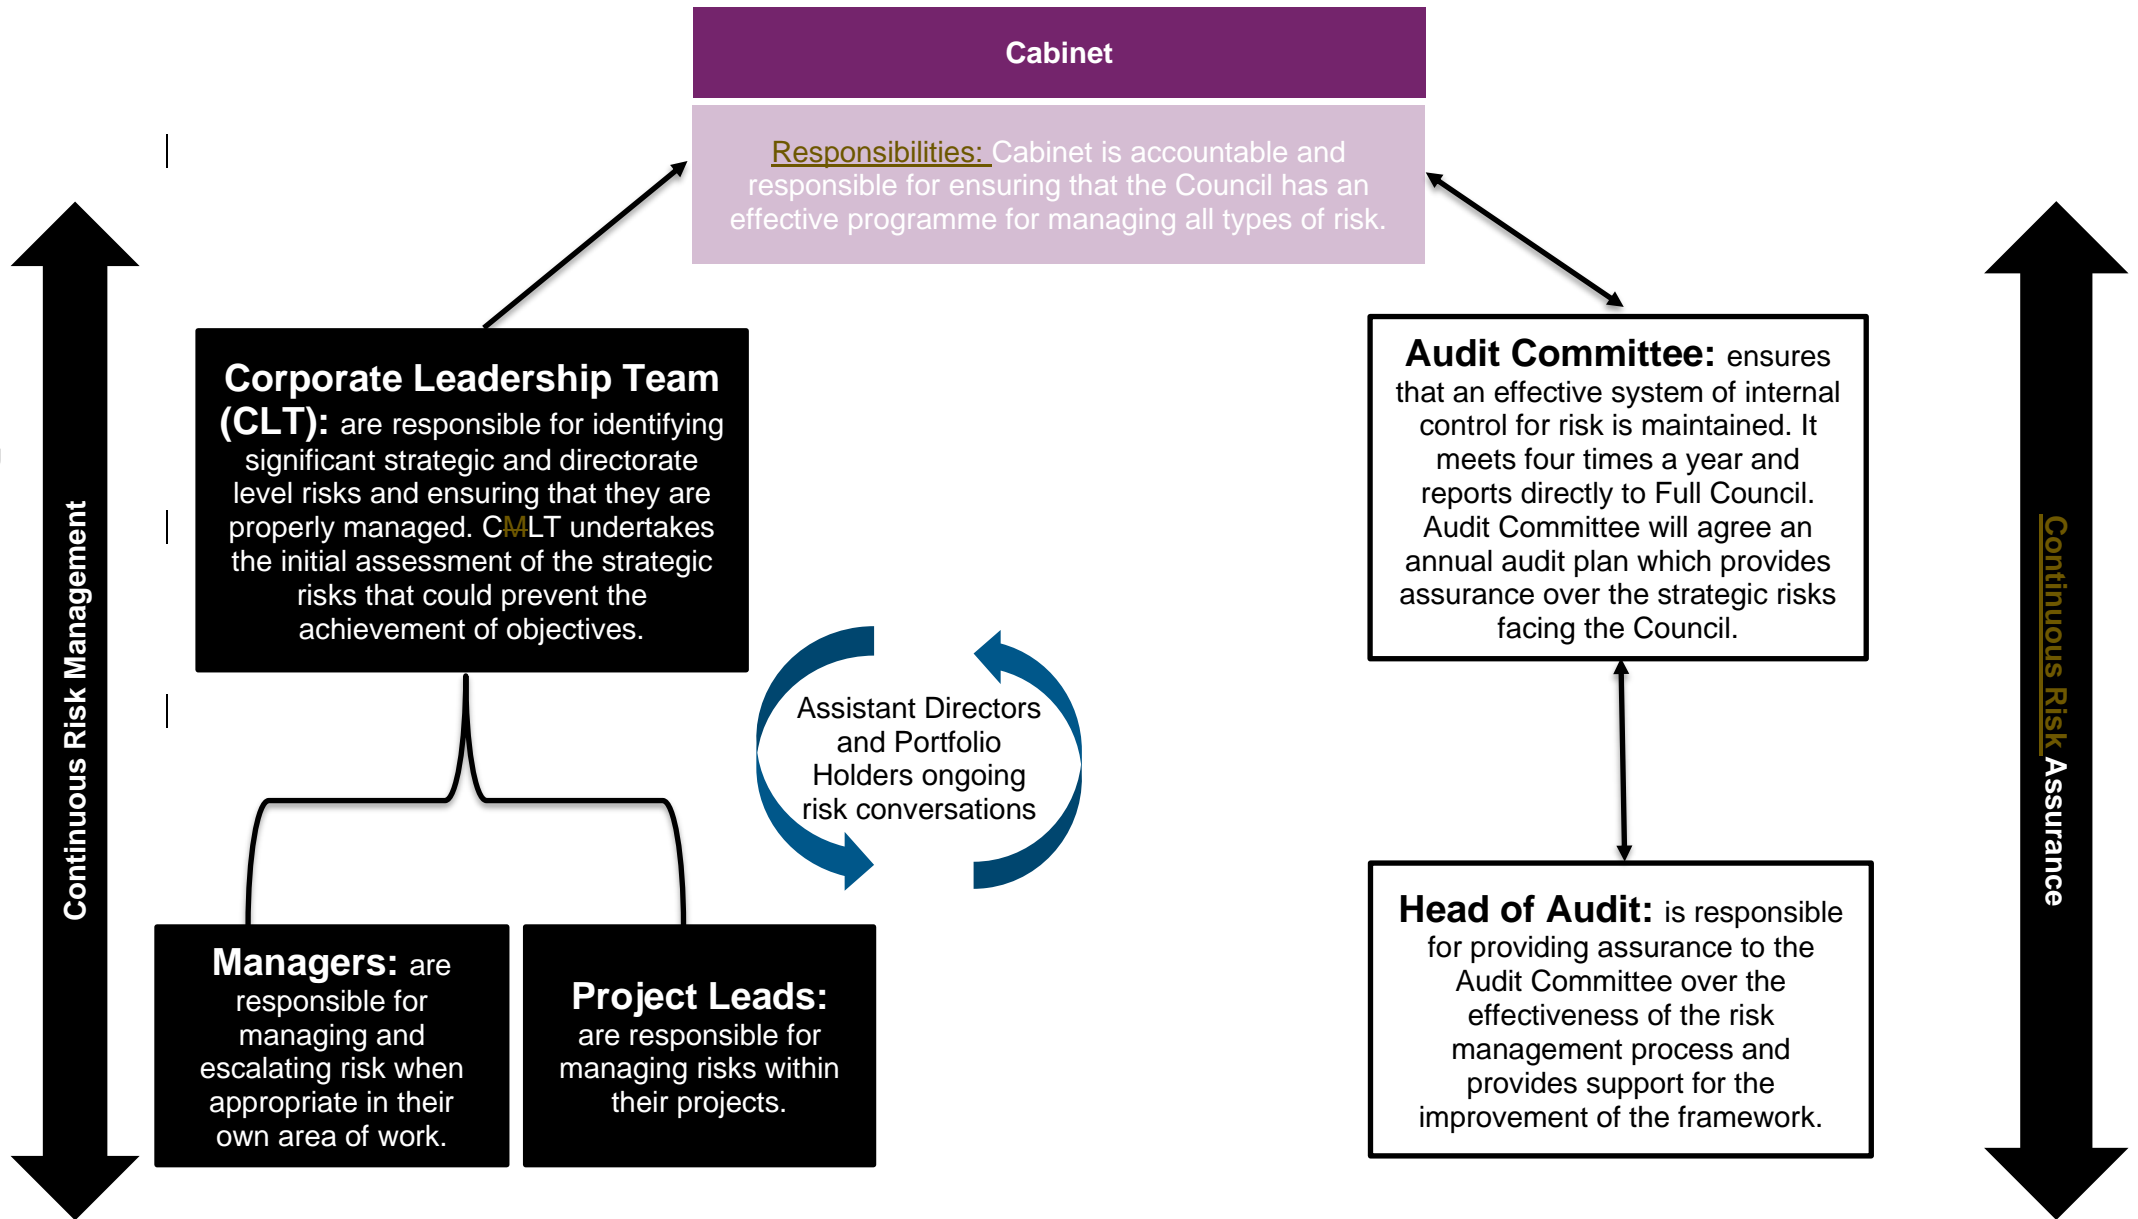 Cabinet
Responsibilities: Cabinet is accountable and
responsible for ensuring that the Council has an
effective programme for managing all types of risk.
Continuous Risk Management
Corporate Leadership Team
(CLT): are responsible for identifying
significant strategic and directorate
level risks and ensuring that they are
properly managed. CMLT undertakes
the initial assessment of the strategic
risks that could prevent the
achievement of objectives.
Audit Committee: ensures
that an effective system of internal
control for risk is maintained. It
meets four times a year and
reports directly to Full Council.
Audit Committee will agree an
annual audit plan which provides
assurance over the strategic risks
facing the Council.
Continuous Risk Assurance
Assistant Directors
and Portfolio
Holders ongoing
risk conversations
Managers: are
responsible for
managing and
escalating risk when
appropriate in their
own area of work.
Project Leads:
are responsible for
managing risks within
their projects.
Head of Audit: is responsible
for providing assurance to the
Audit Committee over the
effectiveness of the risk
management process and
provides support for the
improvement of the framework.